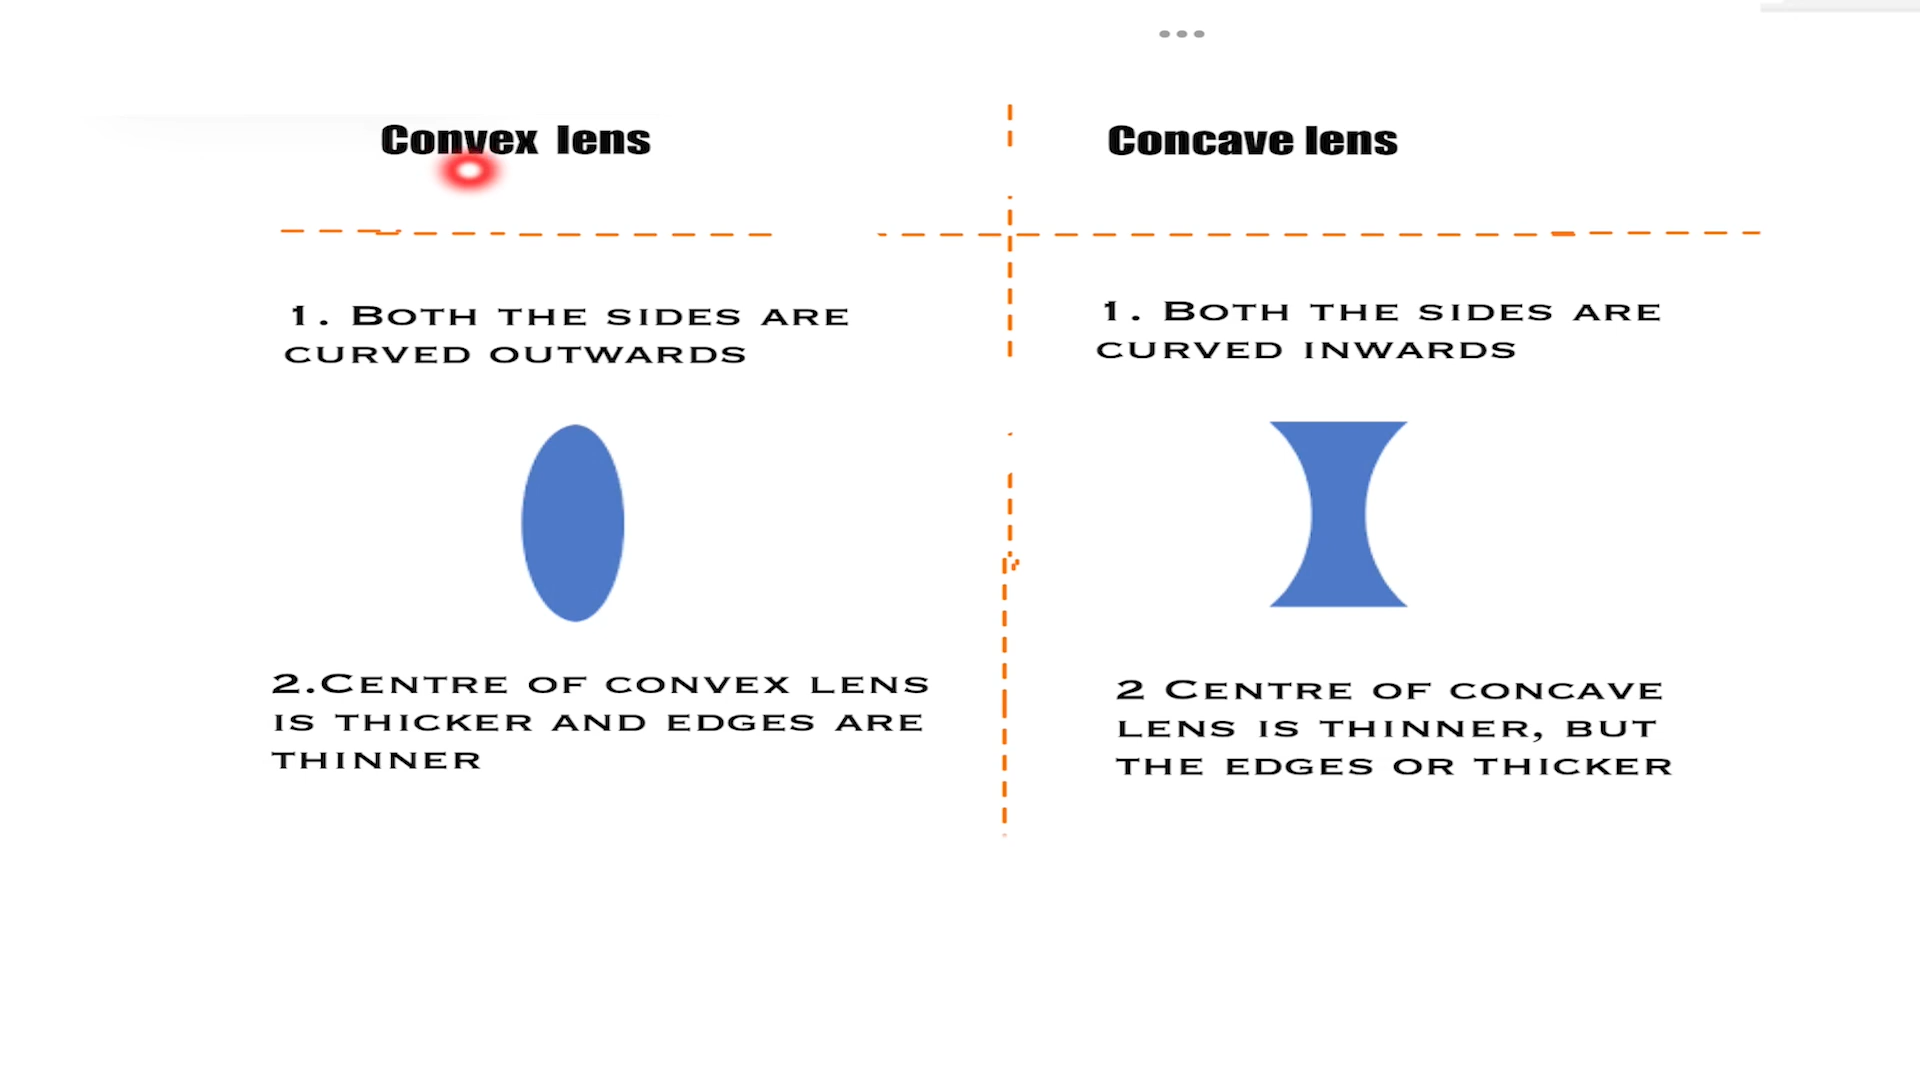 Convex lens
1. Both the sides are
curved outwards
2.Centre of convex lens
is thicker and edges are
thinner
Concave lens
1. Both the sides are
curved inwards
2 Centre of concave
lens is thinner, but
the edges or thicker